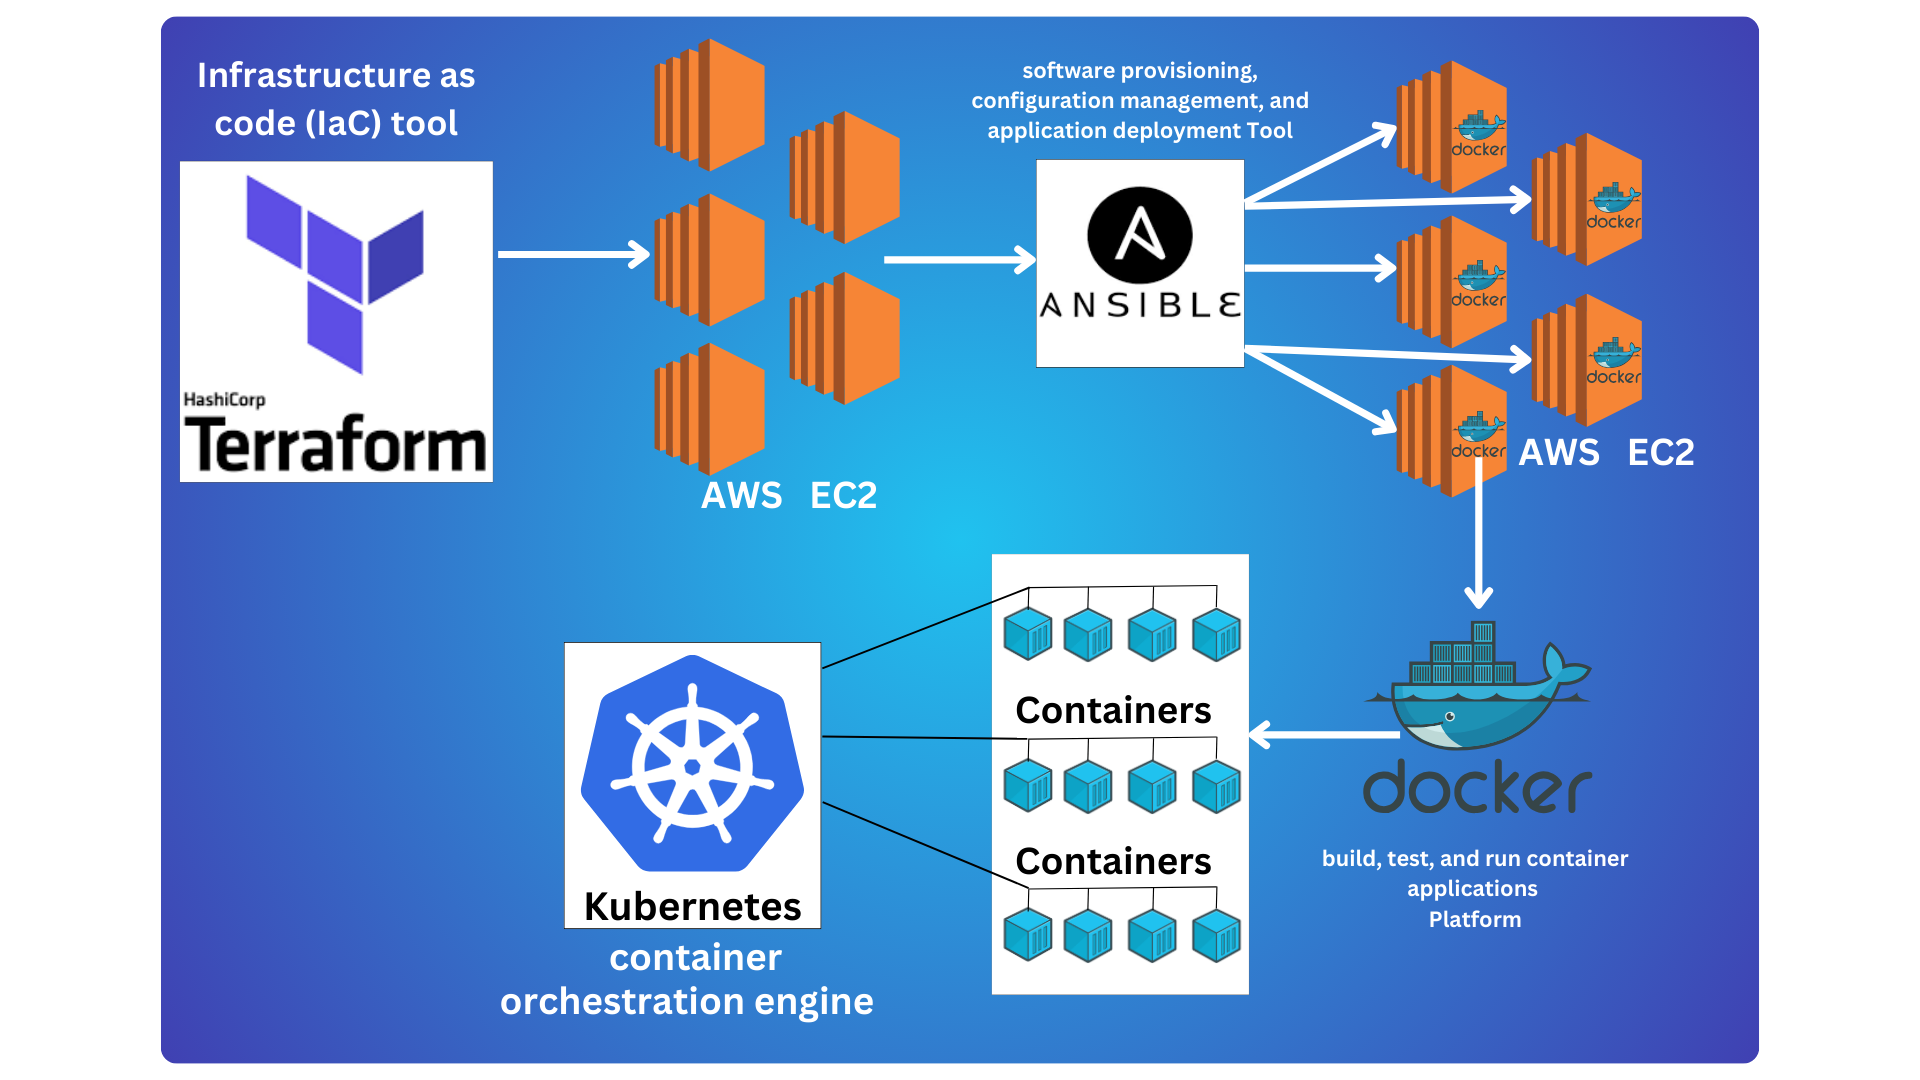 Infrastructure as
code (IaC) tool
HashiCorp
Terraform
AWS EC2
software provisioning,
configuration management, and
application deployment Tool
ANSIBLE
docker
docker
docker
docker
docker
AWS EC2
docker
build, test, and run container
applications
Platform
Containers
Containers
Kubernetes
container
orchestration engine